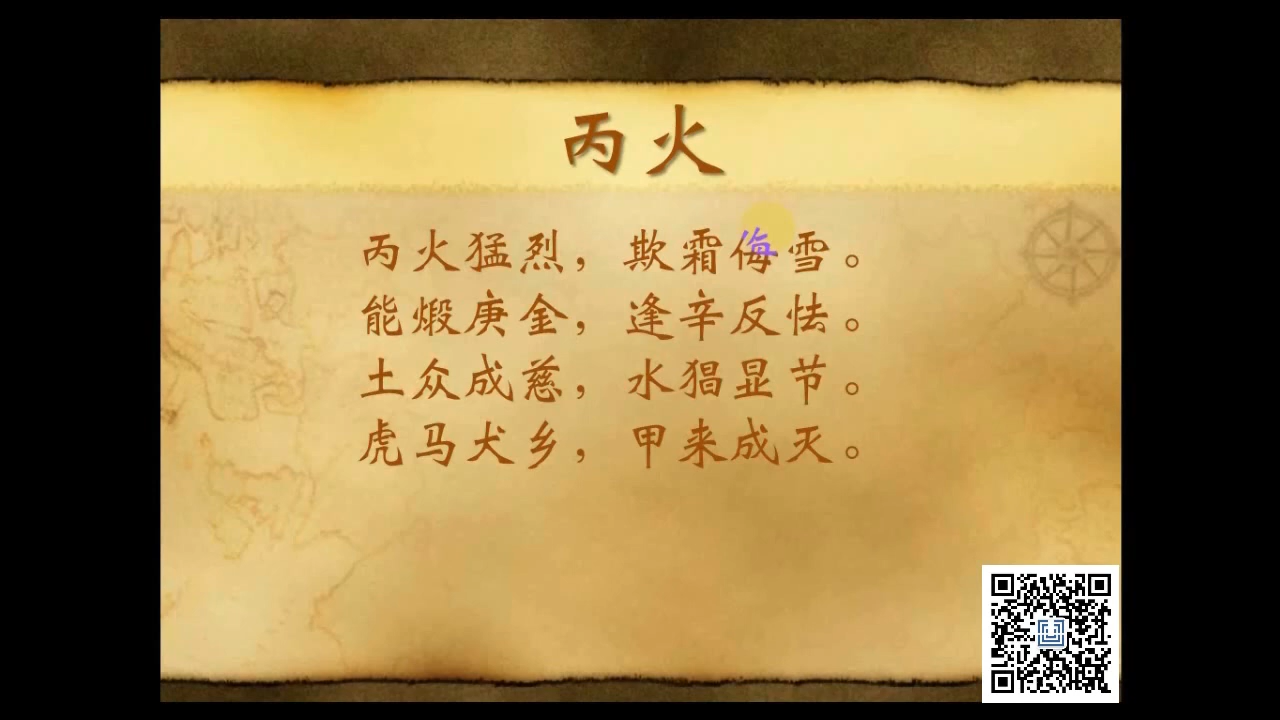 丙火
丙火猛烈，欺霜侮雪。
能煅庚金，逢辛反怯。
土众成慈，水猖显节。
虎马犬乡，甲来成灭。